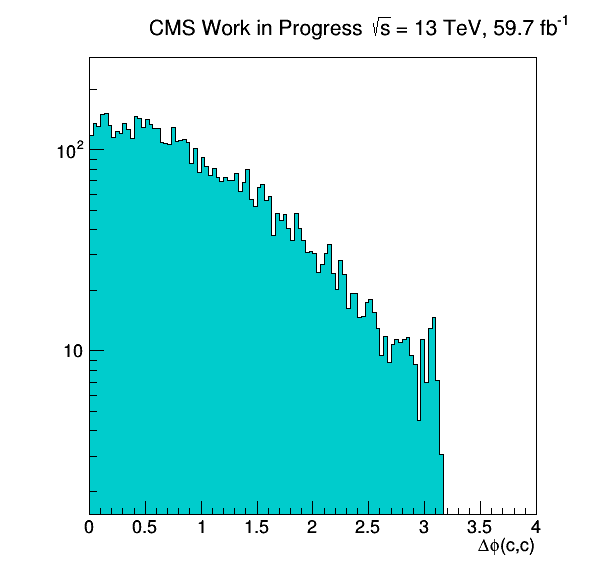 CMS Work in Progress √s = 13 TeV, 59.7 fb⁻¹
10²
10
0 0.5 1 1.5 2 2.5 3 3.5 4
Δϕ(c,c)